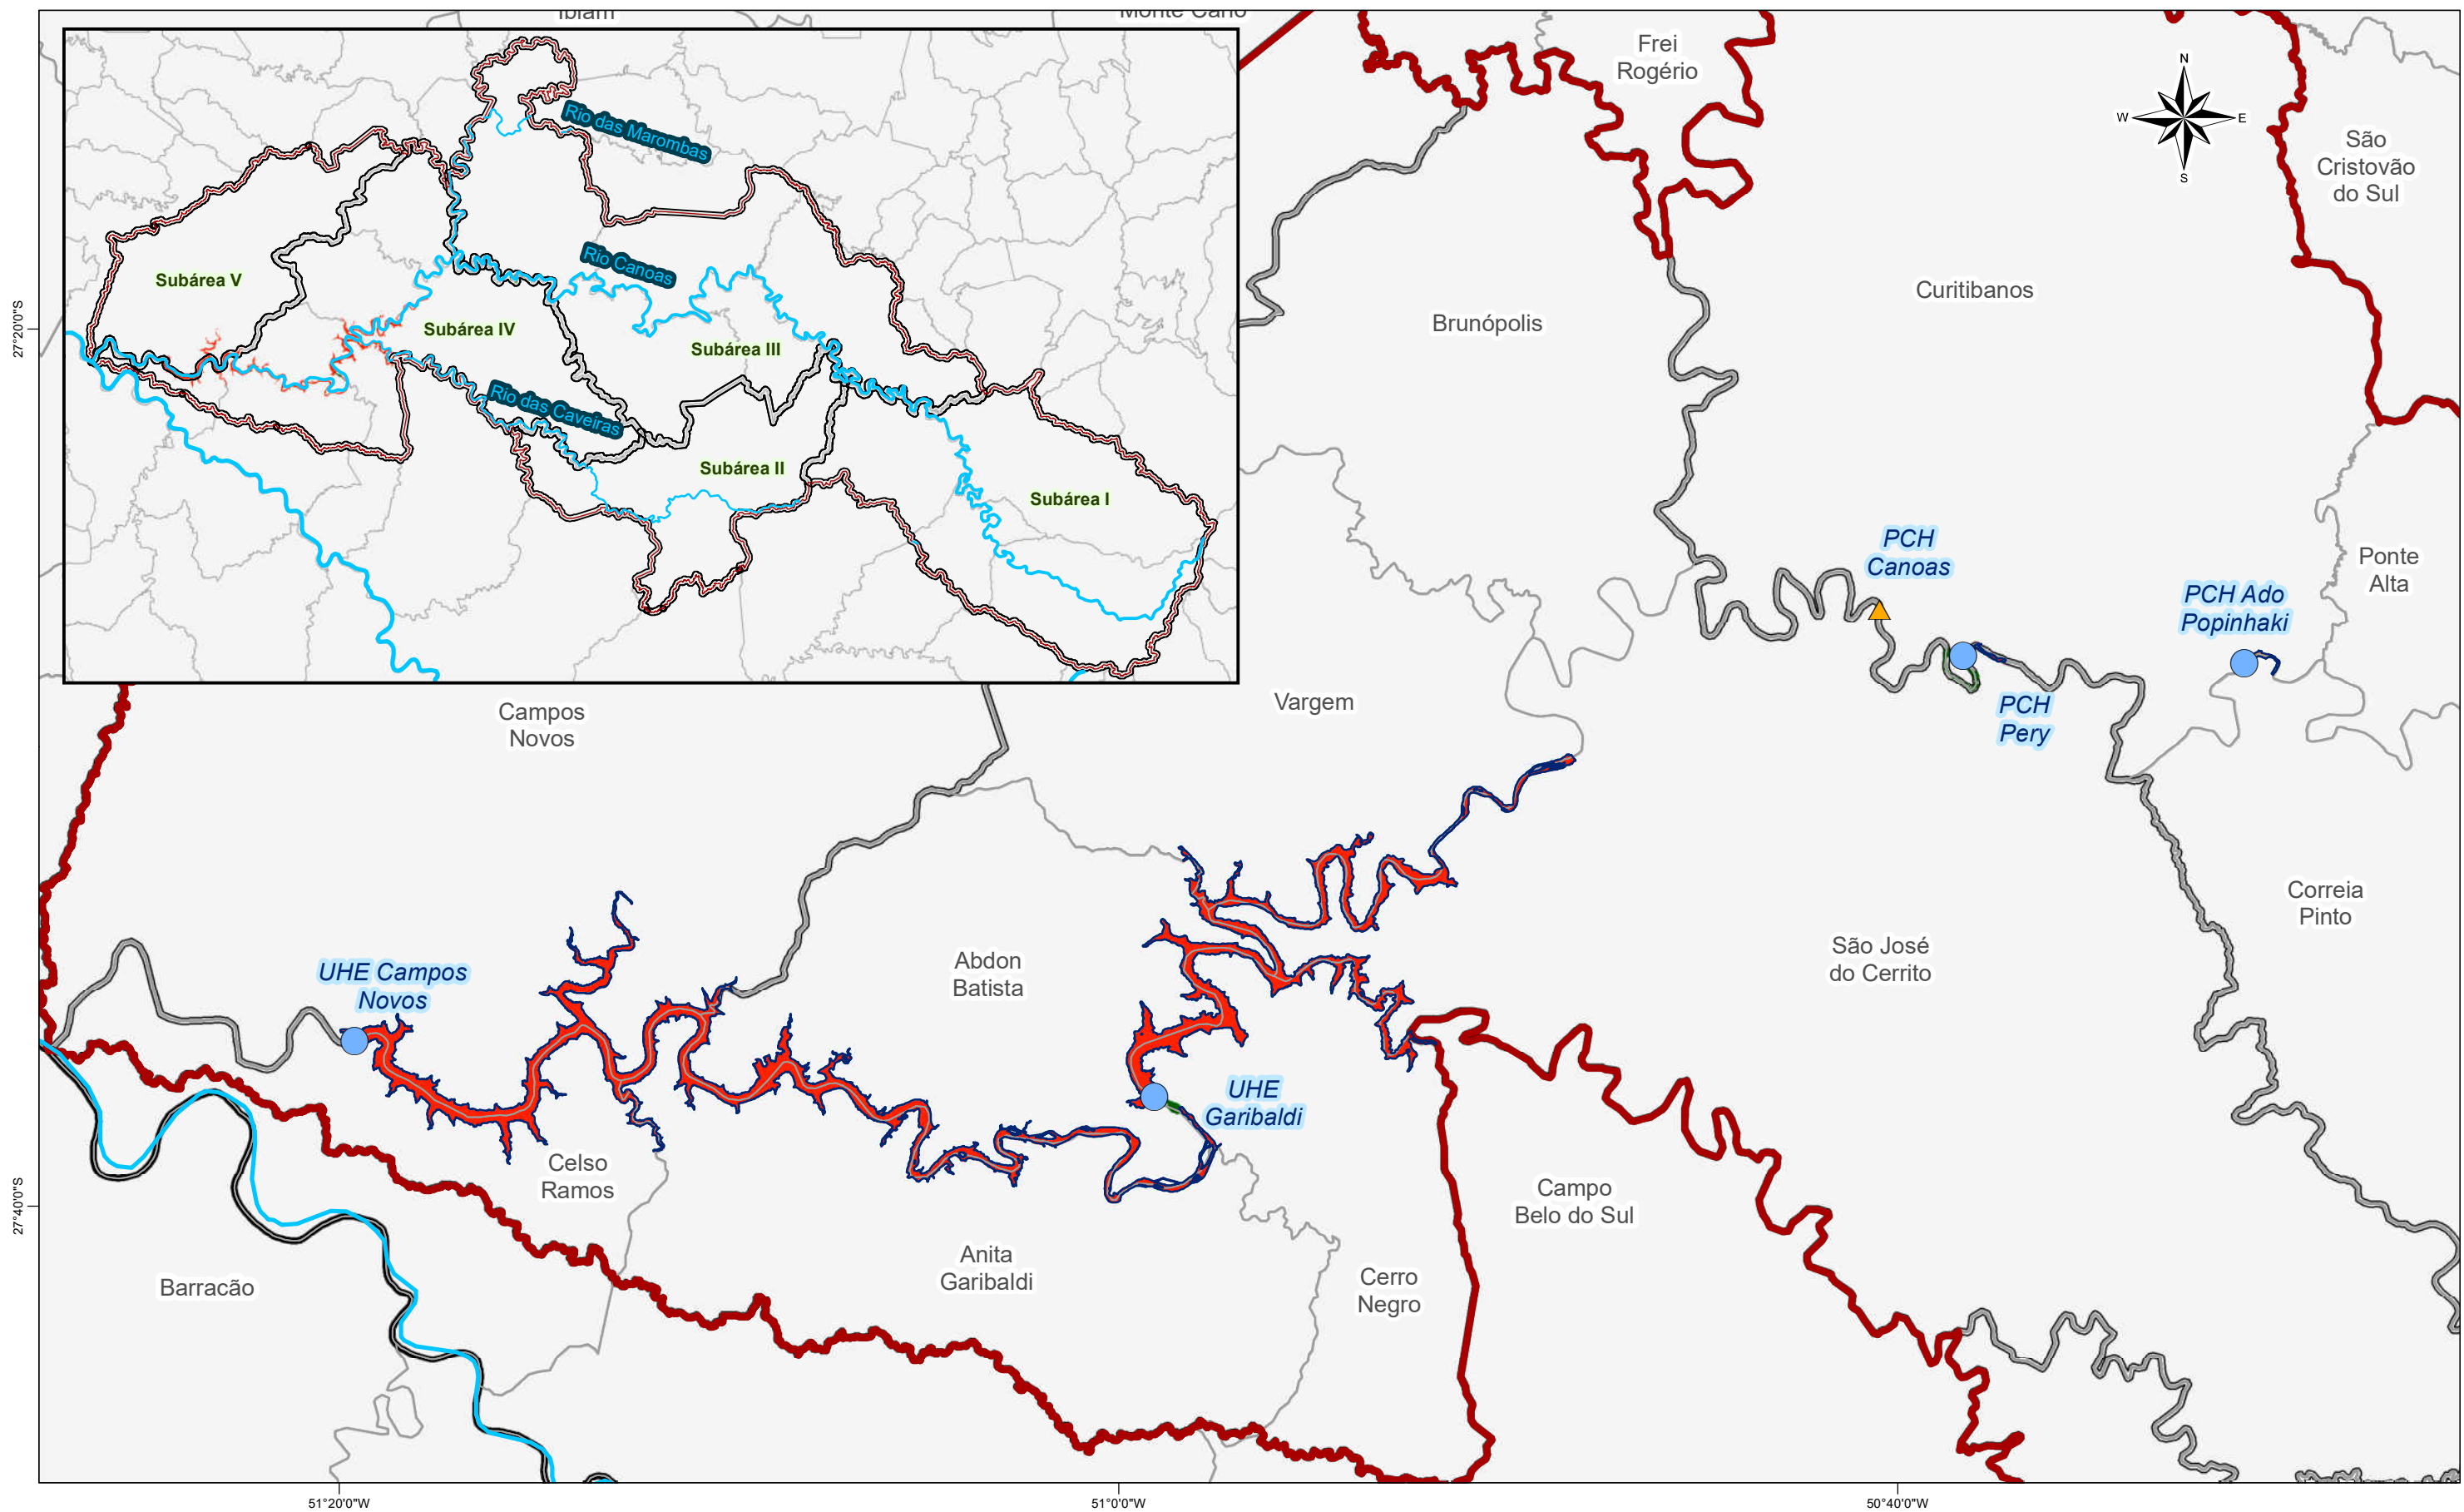 Ibiam
Monte Carlo
Frei
Rogério
N
W
E
S
São
Cristovão
do Sul
Rio das Marombas
Rio Canoas
Subárea V
Subárea IV
Subárea III
Rio das Caveiras
Subárea II
Subárea I
Curitibanos
Brunópolis
27°20'0"S
PCH
Canoas
PCH Ado
Popinhaki
Ponte
Alta
PCH
Pery
Campos
Novos
Vargem
Correia
Pinto
São José
do Cerrito
Abdon
Batista
UHE Campos
Novos
UHE
Garibaldi
Celso
Ramos
Campo
Belo do Sul
27°40'0"S
Anita
Garibaldi
Cerro
Negro
Barracão
51°20'0"W
51°0'0"W
50°40'0"W